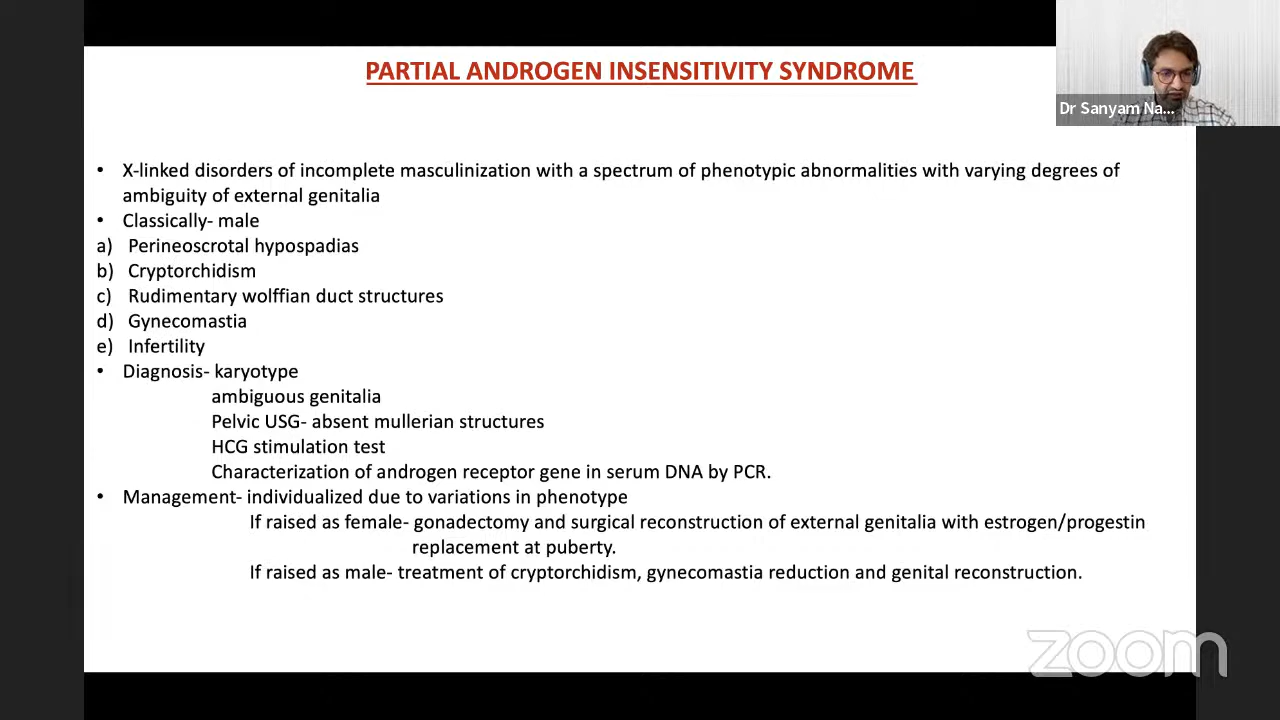 PARTIAL ANDROGEN INSENSITIVITY SYNDROME
Dr Sanyam Na...
• X-linked disorders of incomplete masculinization with a spectrum of phenotypic abnormalities with varying degrees of
ambiguity of external genitalia
• Classically- male
a) Perineoscrotal hypospadias
b) Cryptorchidism
c) Rudimentary wolffian duct structures
d) Gynecomastia
e) Infertility
• Diagnosis- karyotype
ambiguous genitalia
Pelvic USG- absent mullerian structures
HCG stimulation test
Characterization of androgen receptor gene in serum DNA by PCR.
• Management- individualized due to variations in phenotype
If raised as female- gonadectomy and surgical reconstruction of external genitalia with estrogen/progestin
replacement at puberty.
If raised as male- treatment of cryptorchidism, gynecomastia reduction and genital reconstruction.
zoom